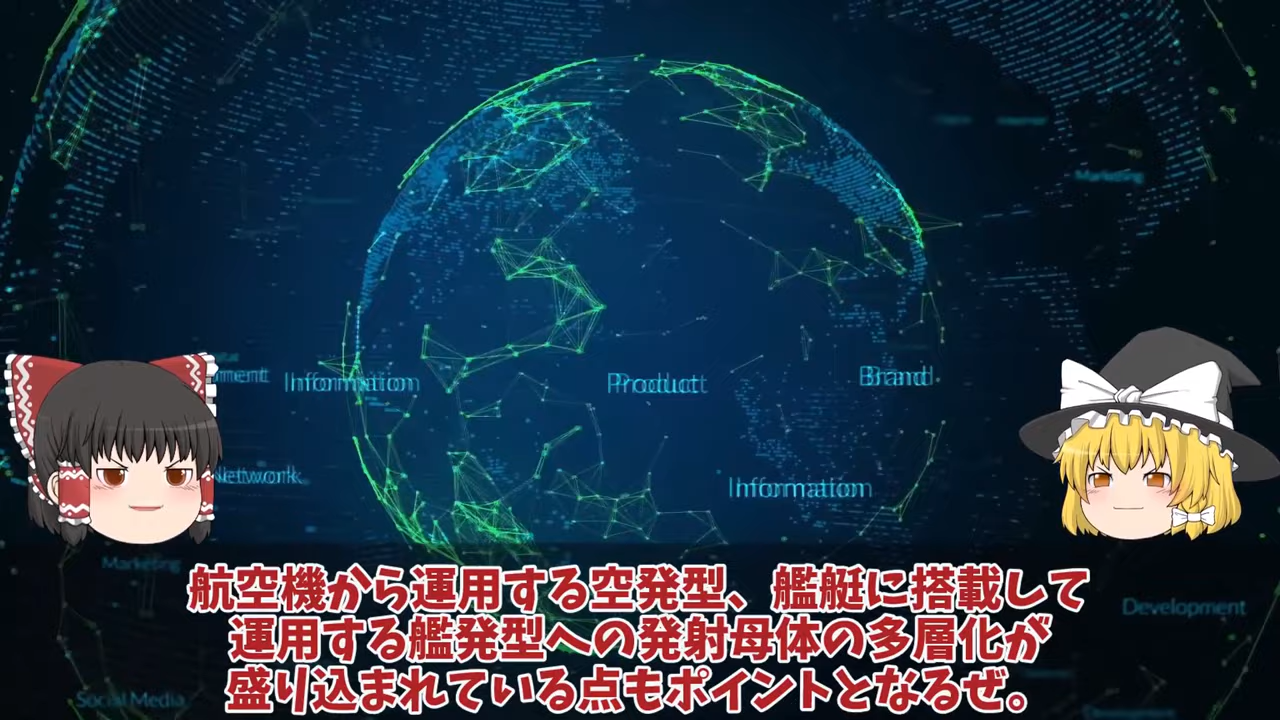 Marketing
Information
Product
Brand
Network
Information
Marketing
Development
Social Media
航空機から運用する空発型、艦艇に搭載して
運用する艦発型への発射母体の多層化が
盛り込まれている点もポイントとなるぜ。